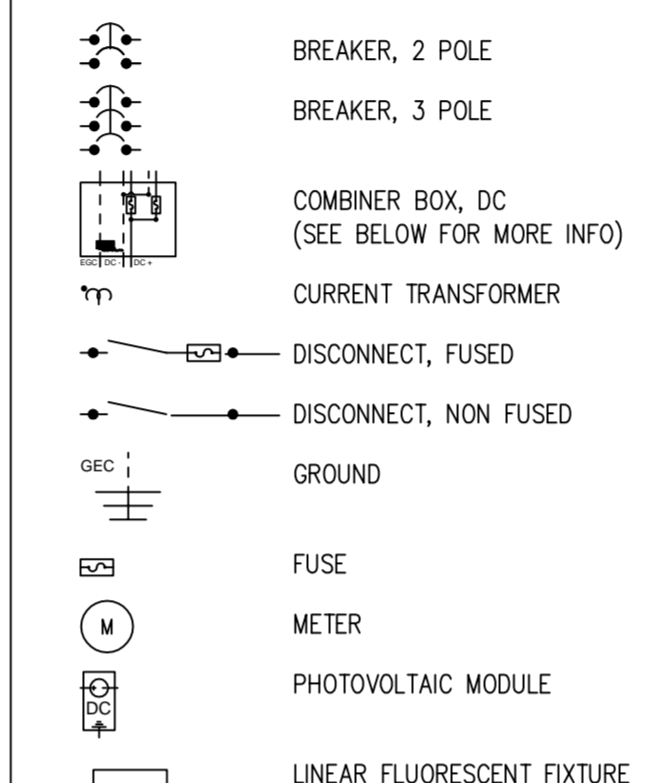 BREAKER, 2 POLE
BREAKER, 3 POLE
COMBINER BOX, DC
(SEE BELOW FOR MORE INFO)
EGC DC - DC +
CURRENT TRANSFORMER
DISCONNECT, FUSED
DISCONNECT, NON FUSED
GEC
GROUND
FUSE
M
METER
PHOTOVOLTAIC MODULE
DC
LINEAR FLUORESCENT FIXTURE